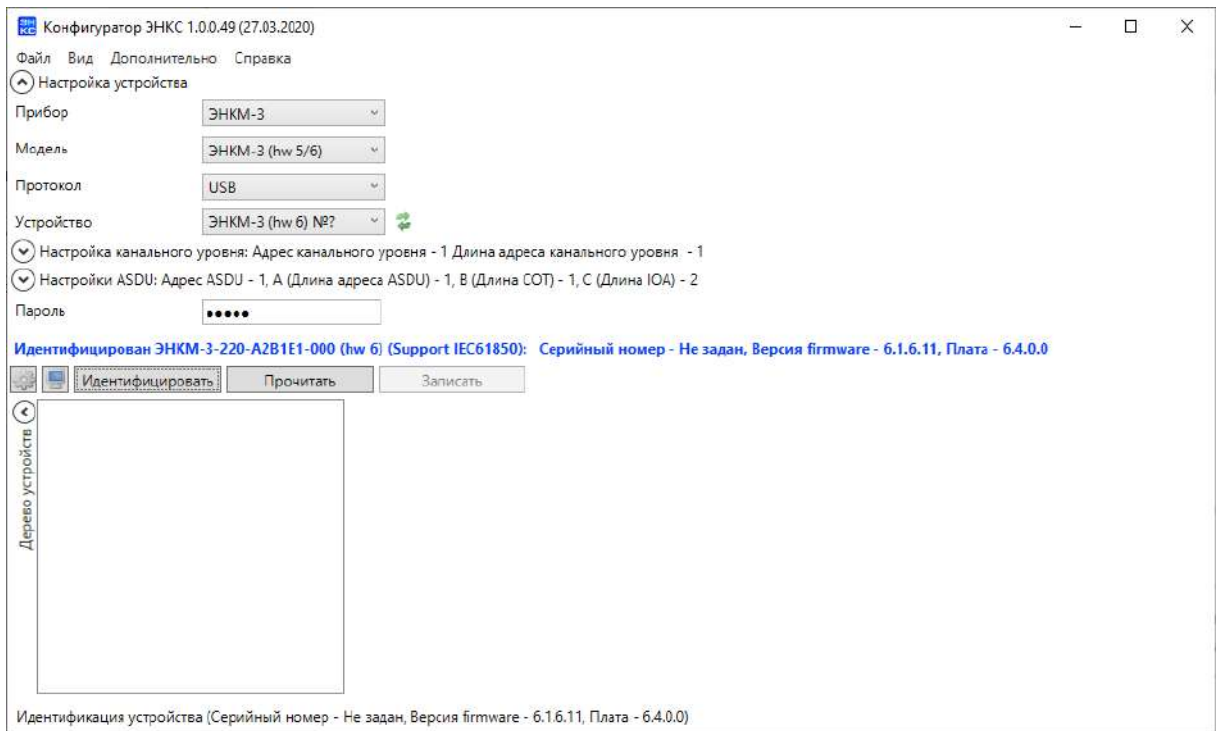 ЭН
КС
Конфигуратор ЭНКС 1.0.0.49 (27.03.2020)
Файл Вид Дополнительно Справка
Настройка устройства
Прибор ЭНКМ-3
Модель ЭНКМ-3 (hw 5/6)
Протокол USB
Устройство ЭНКМ-3 (hw 6) №?
Настройка канального уровня: Адрес канального уровня - 1 Длина адреса канального уровня - 1
Настройки ASDU: Адрес ASDU - 1, A (Длина адреса ASDU) - 1, B (Длина COT) - 1, C (Длина IOA) - 2
Пароль •••••
Идентифицирован ЭНКМ-3-220-A2B1E1-000 (hw 6) (Support IEC61850): Серийный номер - Не задан, Версия firmware - 6.1.6.11, Плата - 6.4.0.0
Идентифицировать Прочитать Записать
Дерево устройств
Идентификация устройства (Серийный номер - Не задан, Версия firmware - 6.1.6.11, Плата - 6.4.0.0)